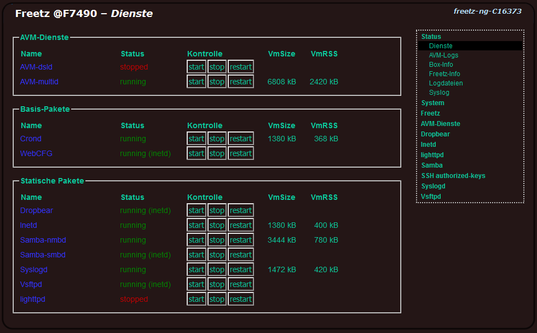 Freetz @F7490 – Dienste
freetz-ng-C16373
AVM-Dienste
Name Status Kontrolle VmSize VmRSS
AVM-dsld stopped start stop restart
AVM-multid running start stop restart 6808 kB 2420 kB
Basis-Pakete
Name Status Kontrolle VmSize VmRSS
Crond running start stop restart 1380 kB 368 kB
WebCFG running (inetd) start stop restart
Statische Pakete
Name Status Kontrolle VmSize VmRSS
Dropbear running (inetd) start stop restart
Inetd running start stop restart 1380 kB 400 kB
Samba-nmbd running start stop restart 3444 kB 780 kB
Samba-smbd running (inetd) start stop restart
Syslogd running start stop restart 1472 kB 420 kB
Vsftpd running (inetd) start stop restart
lighttpd stopped start stop restart
Status
Dienste
AVM-Logs
Box-Info
Freetz-Info
Logdateien
Syslog
System
Freetz
AVM-Dienste
Dropbear
Inetd
lighttpd
Samba
SSH authorized-keys
Syslogd
Vsftpd